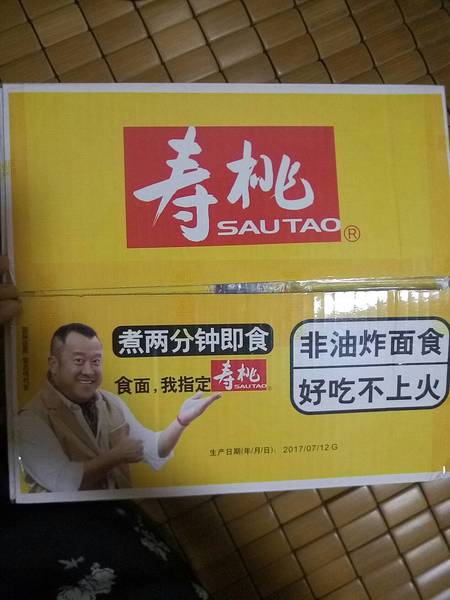 寿桃
SAUTAO®
煮两分钟即食
食面，我指定寿桃
SAUTAO
非油炸面食
好吃不上火
生产日期(年/月/日)： 2017/07/12 G